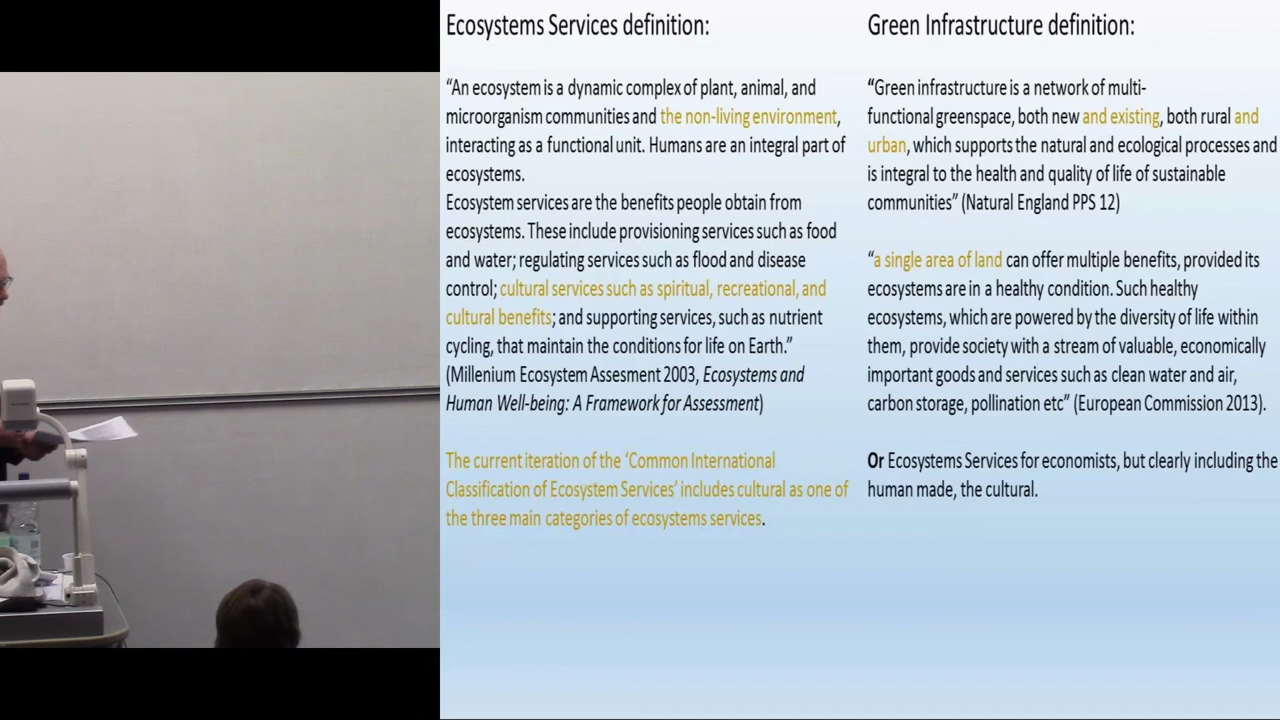 Ecosystems Services definition:
“An ecosystem is a dynamic complex of plant, animal, and
microorganism communities and the non-living environment,
interacting as a functional unit. Humans are an integral part of
ecosystems.
Ecosystem services are the benefits people obtain from
ecosystems. These include provisioning services such as food
and water; regulating services such as flood and disease
control; cultural services such as spiritual, recreational, and
cultural benefits; and supporting services, such as nutrient
cycling, that maintain the conditions for life on Earth.”
(Millenium Ecosystem Assesment 2003, Ecosystems and
Human Well-being: A Framework for Assessment)
The current iteration of the ‘Common International
Classification of Ecosystem Services’ includes cultural as one of
the three main categories of ecosystems services.
Green Infrastructure definition:
“Green infrastructure is a network of multi-
functional greenspace, both new and existing, both rural and
urban, which supports the natural and ecological processes and
is integral to the health and quality of life of sustainable
communities” (Natural England PPS 12)
“a single area of land can offer multiple benefits, provided its
ecosystems are in a healthy condition. Such healthy
ecosystems, which are powered by the diversity of life within
them, provide society with a stream of valuable, economically
important goods and services such as clean water and air,
carbon storage, pollination etc” (European Commission 2013).
Or Ecosystems Services for economists, but clearly including the
human made, the cultural.